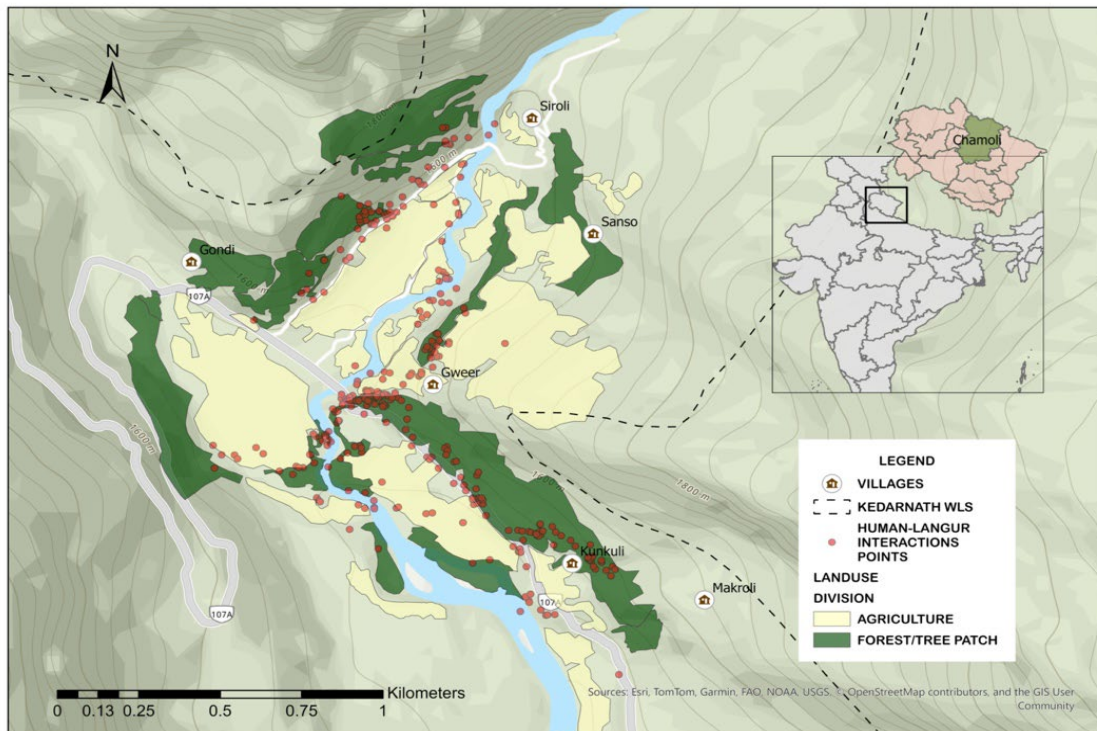 N
1800 m
Siroli
Chamoli
Sanso
Gondi
1600 m
107A
Gweer
1600 m
1800 m
Kunkuli
107A
Makroli
107A
LEGEND
VILLAGES
KEDARNATH WLS
HUMAN-LANGUR
INTERACTIONS
POINTS
LANDUSE
DIVISION
AGRICULTURE
FOREST/TREE PATCH
Kilometers
0 0.13 0.25 0.5 0.75 1
Sources: Esri, TomTom, Garmin, FAO, NOAA, USGS, © OpenStreetMap contributors, and the GIS User
Community